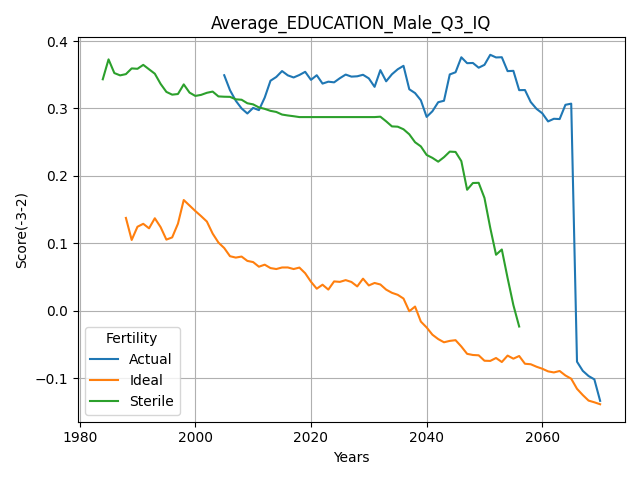 Average_EDUCATION_Male_Q3_IQ
Score(-3-2)
0.4
0.3
0.2
0.1
0.0
−0.1
Fertility
Actual
Ideal
Sterile
1980 2000 2020 2040 2060
Years